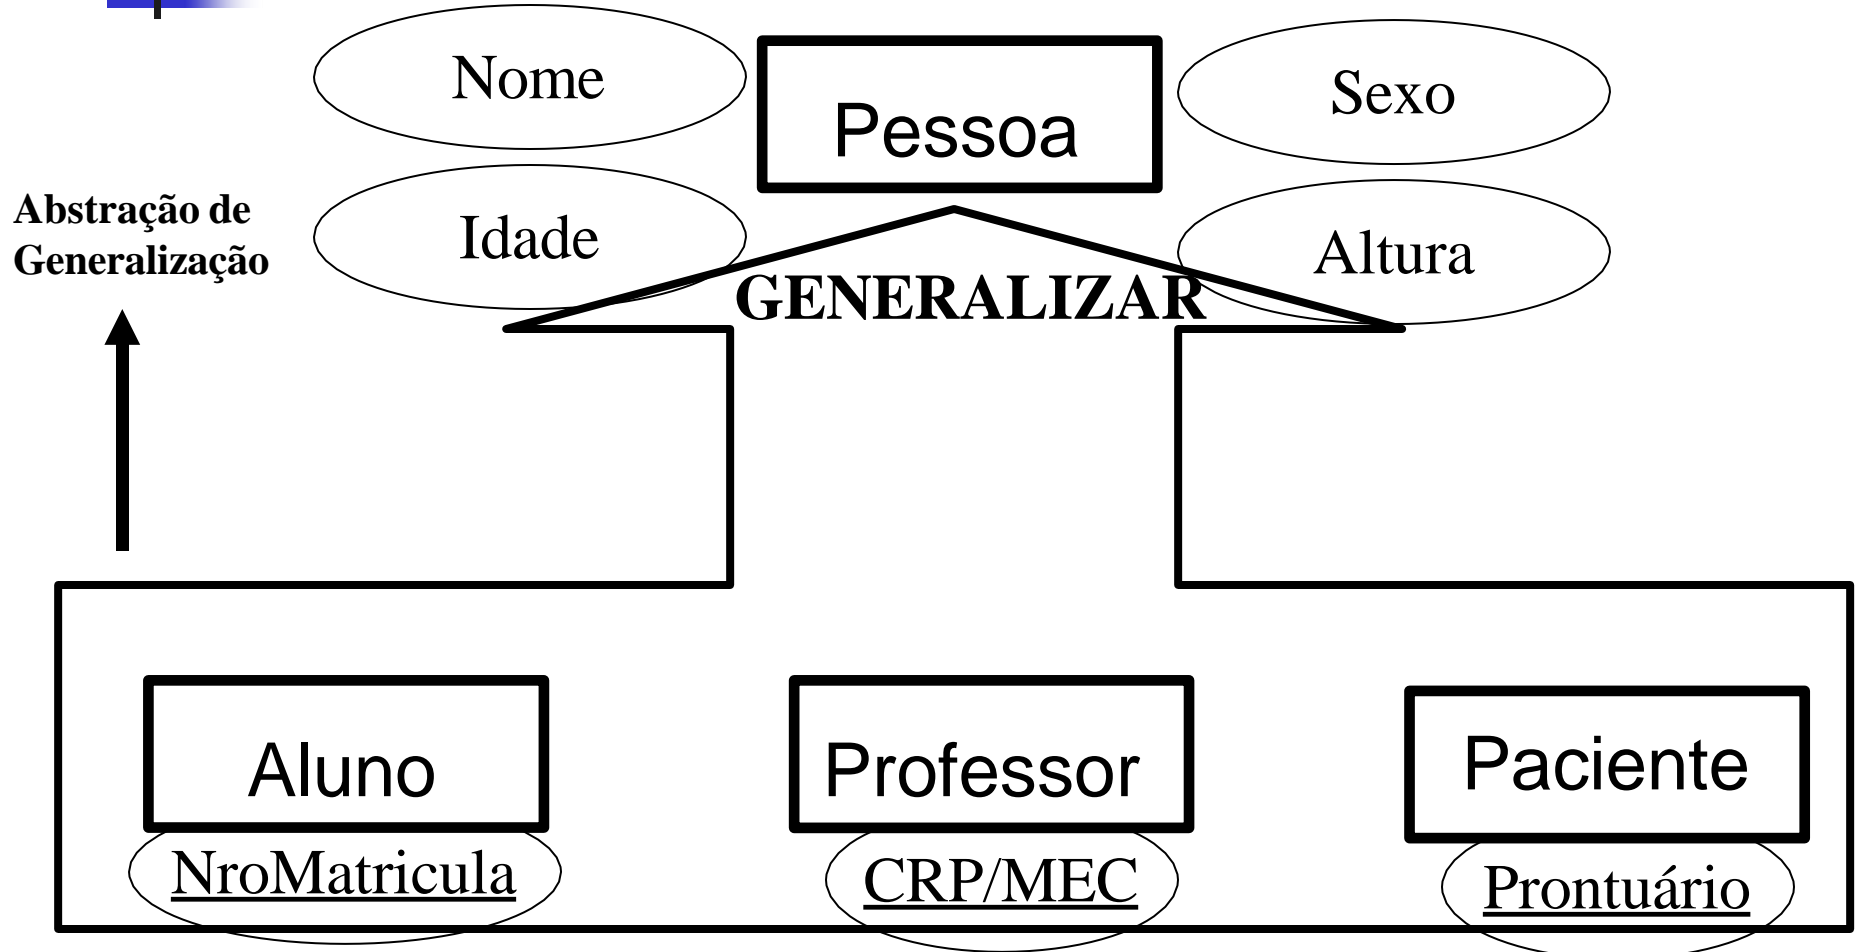 Nome
Pessoa
Sexo
Abstração de
Generalização
Idade
Altura
GENERALIZAR
Aluno
Professor
Paciente
NroMatricula
CRP/MEC
Prontuário